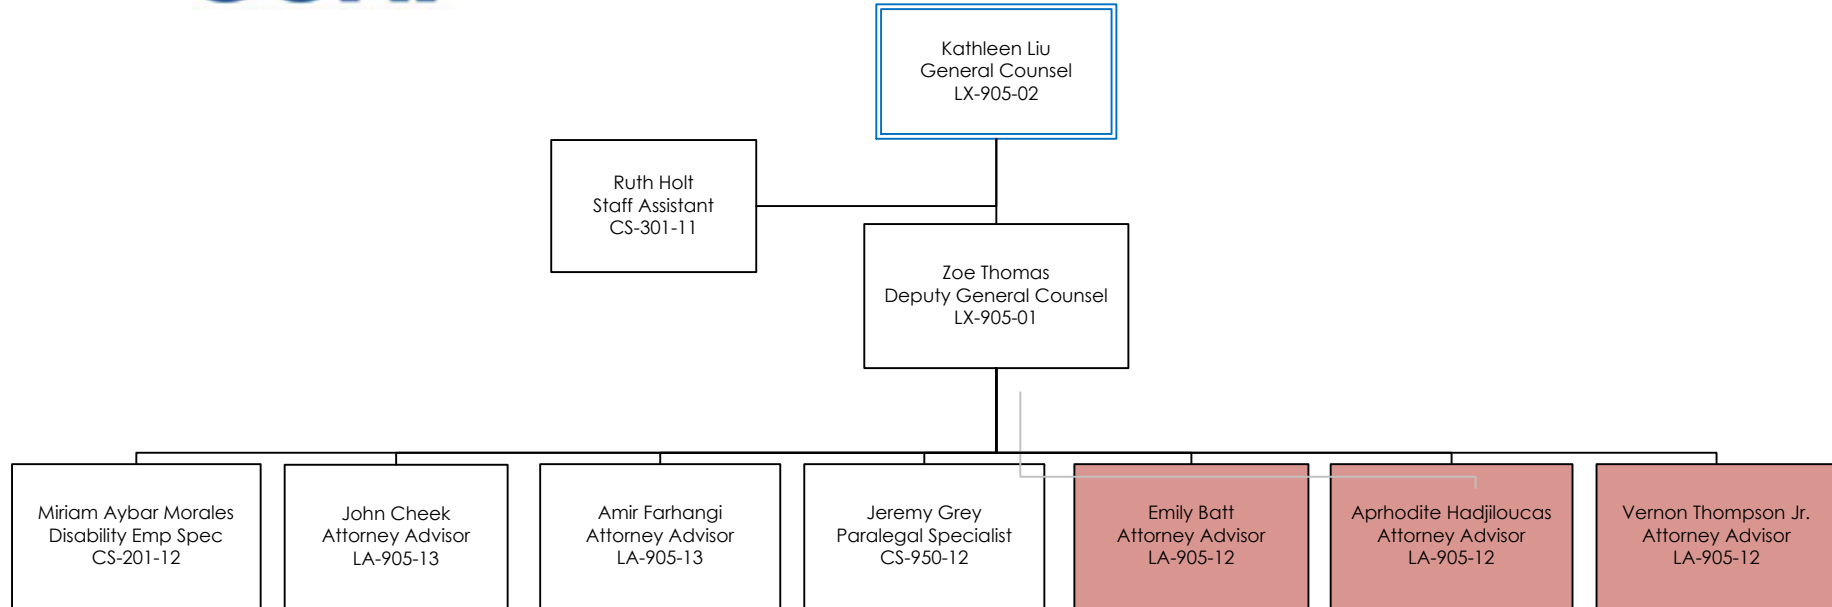 Kathleen Liu
General Counsel
LX-905-02
Ruth Holt
Staff Assistant
CS-301-11
Zoe Thomas
Deputy General Counsel
LX-905-01
Miriam Aybar Morales
Disability Emp Spec
CS-201-12
John Cheek
Attorney Advisor
LA-905-13
Amir Farhangi
Attorney Advisor
LA-905-13
Jeremy Grey
Paralegal Specialist
CS-950-12
Emily Batt
Attorney Advisor
LA-905-12
Aprhodite Hadjiloucas
Attorney Advisor
LA-905-12
Vernon Thompson Jr.
Attorney Advisor
LA-905-12